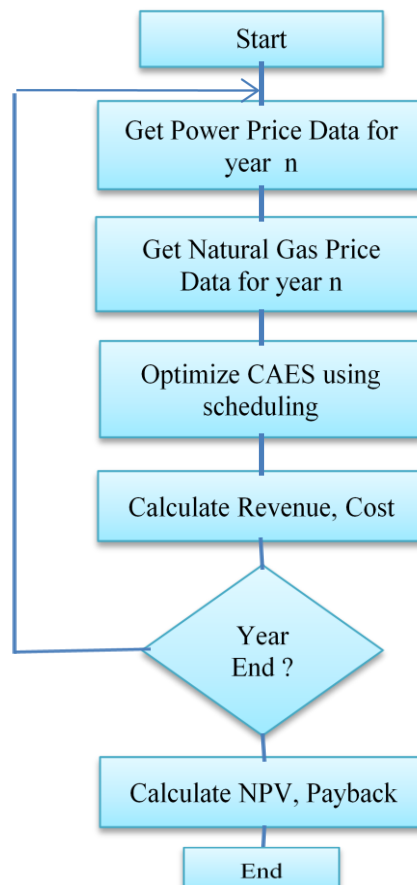 Start
Get Power Price Data for
year n
Get Natural Gas Price
Data for year n
Optimize CAES using
scheduling
Calculate Revenue, Cost
Year
End ?
Calculate NPV, Payback
End